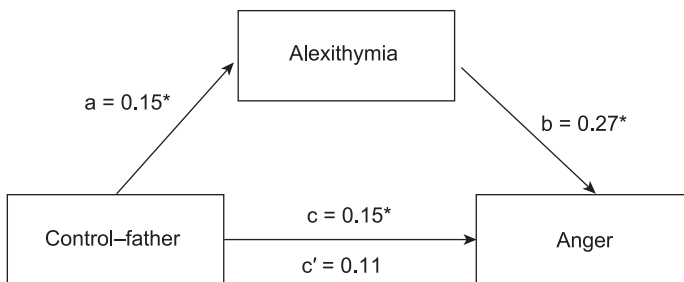 Alexithymia
a = 0.15*
b = 0.27*
Control–father
c = 0.15*
c′ = 0.11
Anger